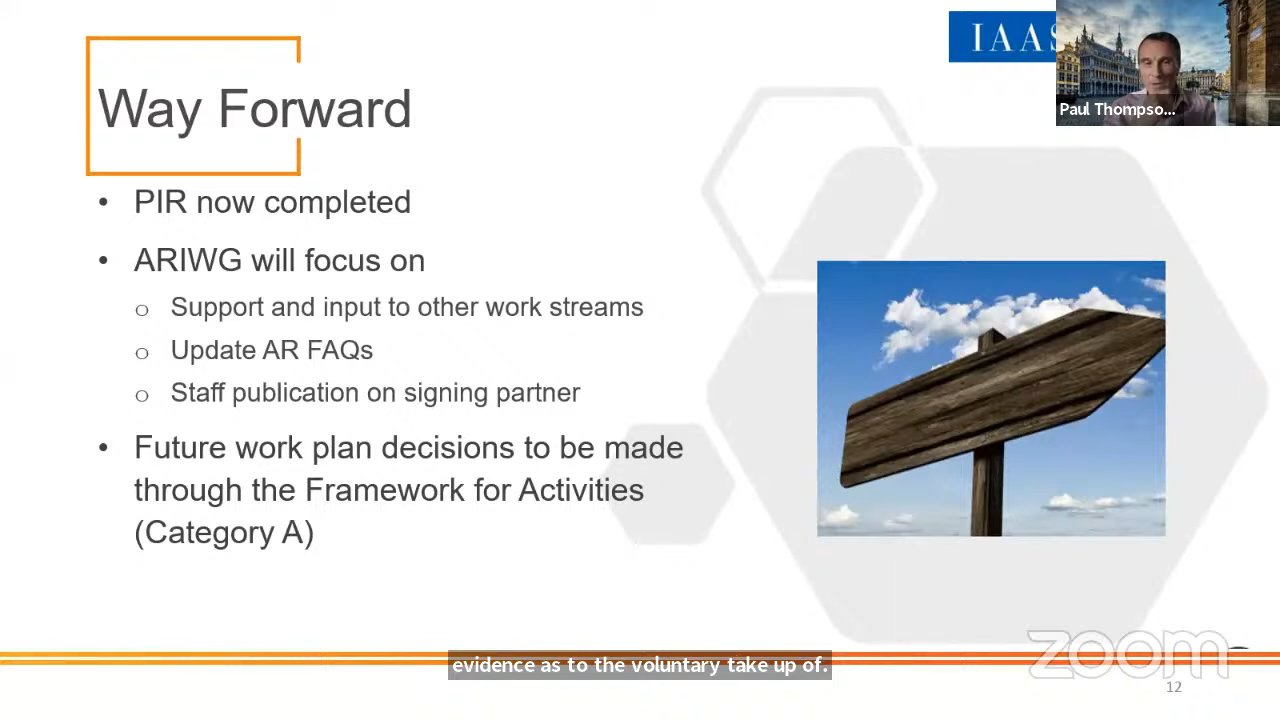 IAAS
Paul Thompso...
Way Forward
• PIR now completed
• ARIWG will focus on
o Support and input to other work streams
o Update AR FAQs
o Staff publication on signing partner
• Future work plan decisions to be made
through the Framework for Activities
(Category A)
zoom
evidence as to the voluntary take up of.
12